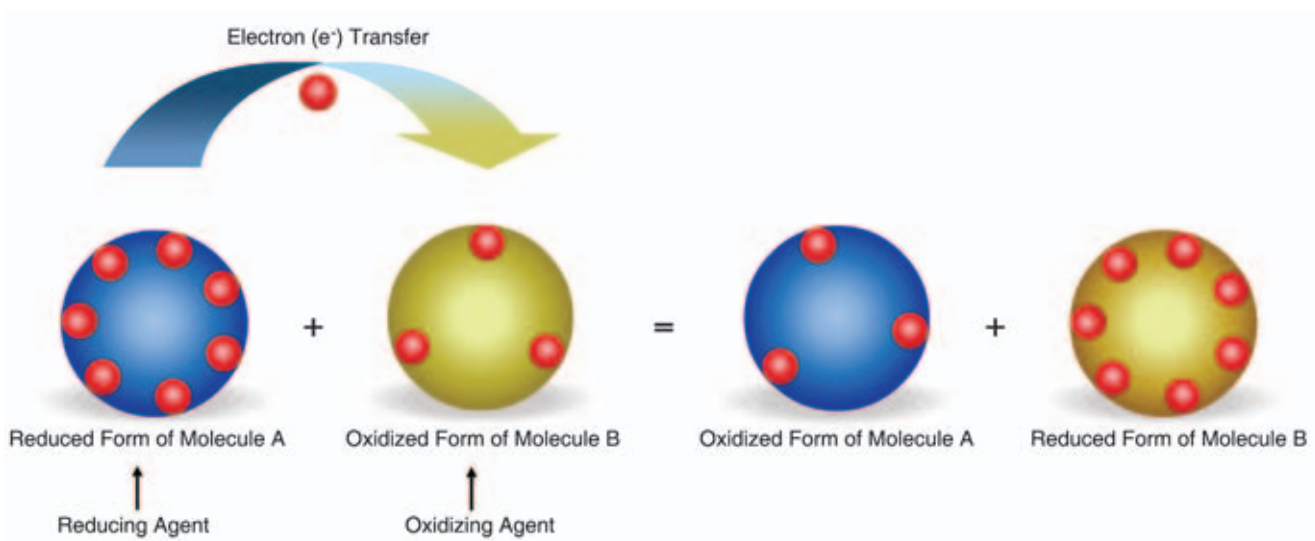 Electron (e⁻) Transfer
+
=
+
Reduced Form of Molecule A
Oxidized Form of Molecule B
Oxidized Form of Molecule A
Reduced Form of Molecule B
Reducing Agent
Oxidizing Agent